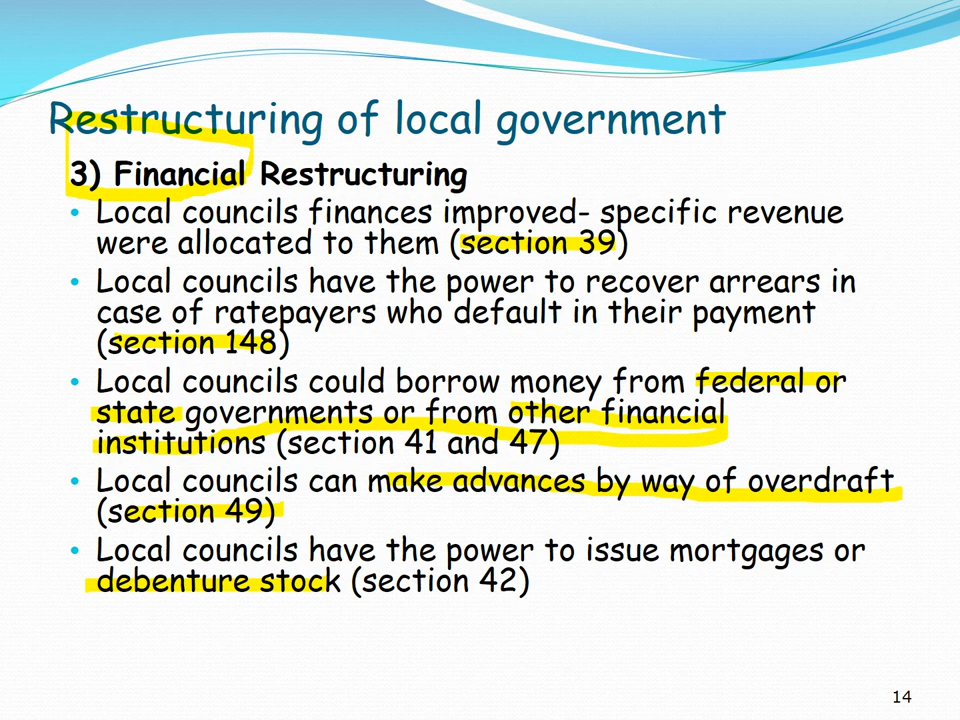 Restructuring of local government
3) Financial Restructuring
• Local councils finances improved- specific revenue
were allocated to them (section 39)
• Local councils have the power to recover arrears in
case of ratepayers who default in their payment
(section 148)
• Local councils could borrow money from federal or
state governments or from other financial
institutions (section 41 and 47)
• Local councils can make advances by way of overdraft
(section 49)
• Local councils have the power to issue mortgages or
debenture stock (section 42)
14